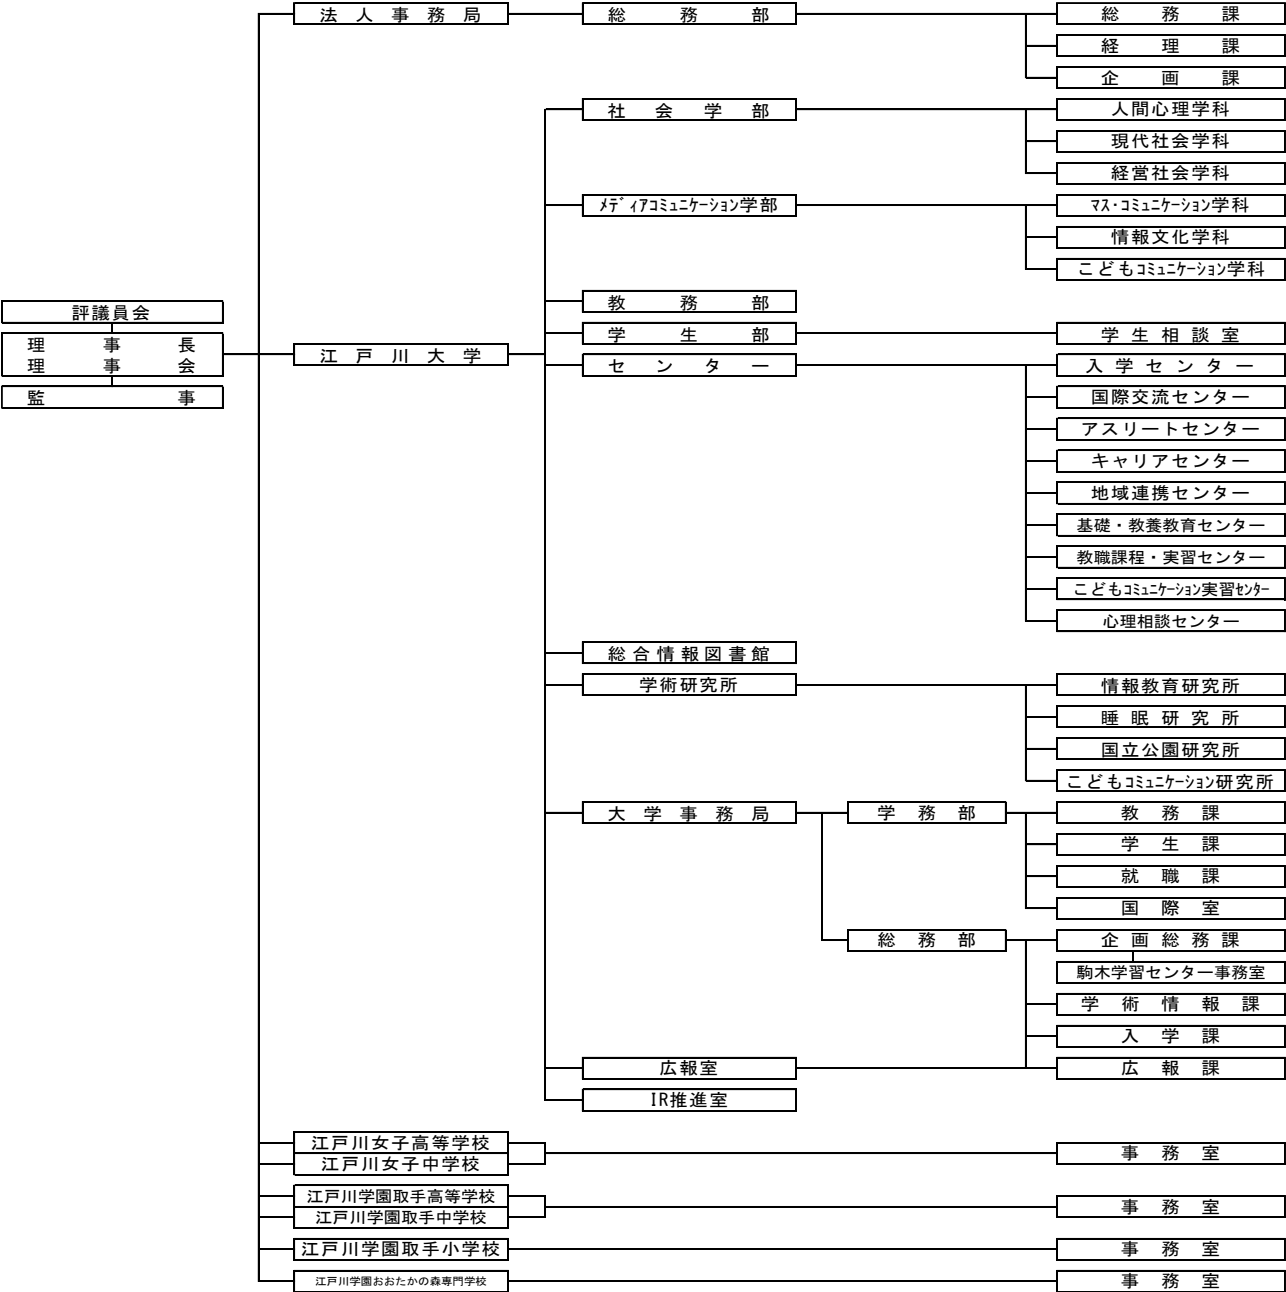 法人事務局 総務部 総務課
経理課
企画課
社会学部 人間心理学科
現代社会学科
経営社会学科
ﾒﾃﾞｨｱｺﾐｭﾆｹｰｼｮﾝ学部 ﾏｽ・ｺﾐｭﾆｹｰｼｮﾝ学科
情報文化学科
こどもｺﾐｭﾆｹｰｼｮﾝ学科
教務部
評議員会
学生部 学生相談室
理事長
江戸川大学
理事会
センター 入学センター
監事
国際交流センター
アスリートセンター
キャリアセンター
地域連携センター
基礎・教養教育センター
教職課程・実習センター
こどもｺﾐｭﾆｹｰｼｮﾝ実習ｾﾝﾀｰ
心理相談センター
総合情報図書館
学術研究所 情報教育研究所
睡眠研究所
国立公園研究所
こどもｺﾐｭﾆｹｰｼｮﾝ研究所
大学事務局 学務部 教務課
学生課
就職課
国際室
総務部 企画総務課
駒木学習センター事務室
学術情報課
入学課
広報室 広報課
IR推進室
江戸川女子高等学校
江戸川女子中学校
事務室
江戸川学園取手高等学校
江戸川学園取手中学校
事務室
江戸川学園取手小学校 事務室
江戸川学園おおたかの森専門学校 事務室